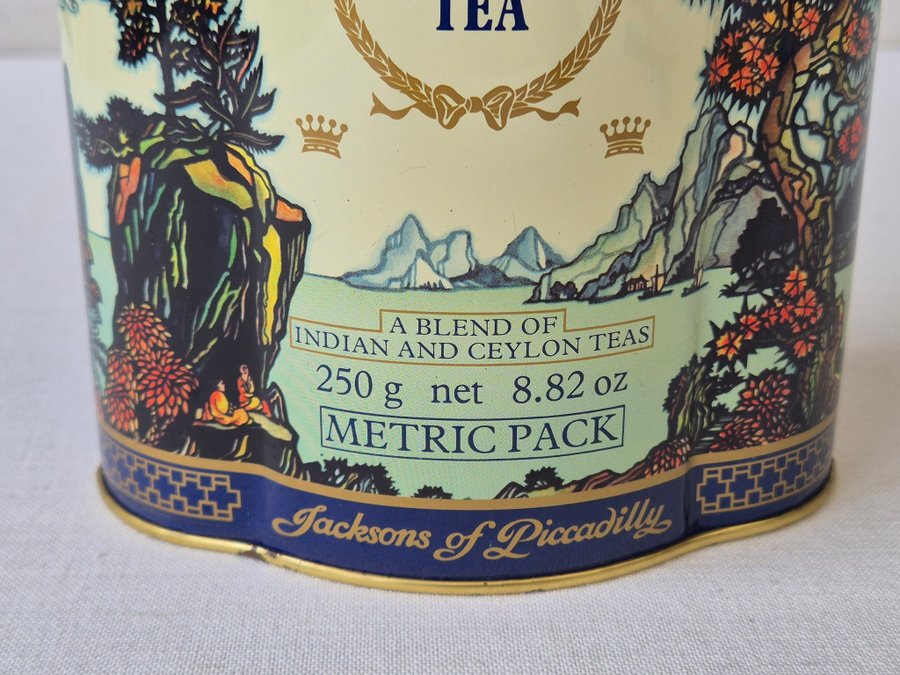 TEA
A BLEND OF
INDIAN AND CEYLON TEAS
250 g net 8.82 oz
METRIC PACK
Jacksons of Piccadilly